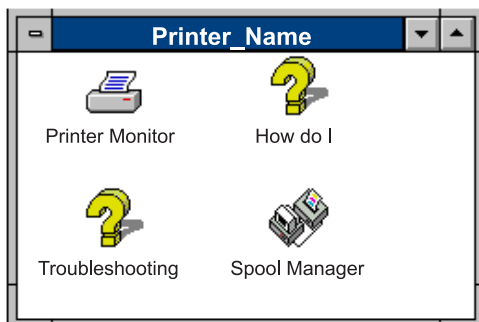 Printer_Name
Printer Monitor
How do I
Troubleshooting
Spool Manager